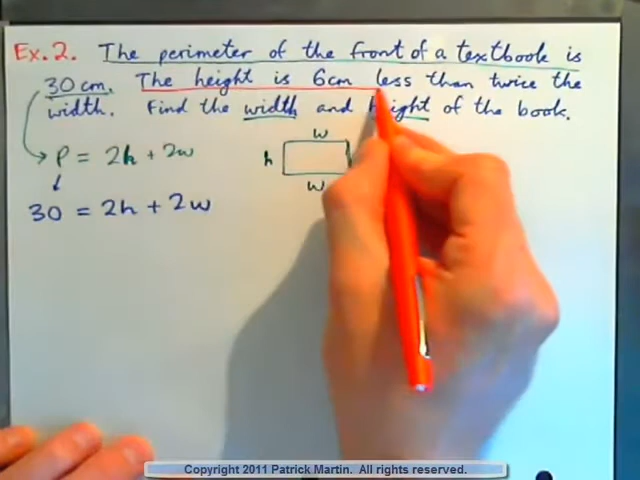 Ex. 2. The perimeter of the front of a textbook is
30 cm. The height is 6cm less than twice the
width. Find the width and height of the book.
P = 2h + 2w
30 = 2h + 2w
w
h
w
Copyright 2011 Patrick Martin. All rights reserved.